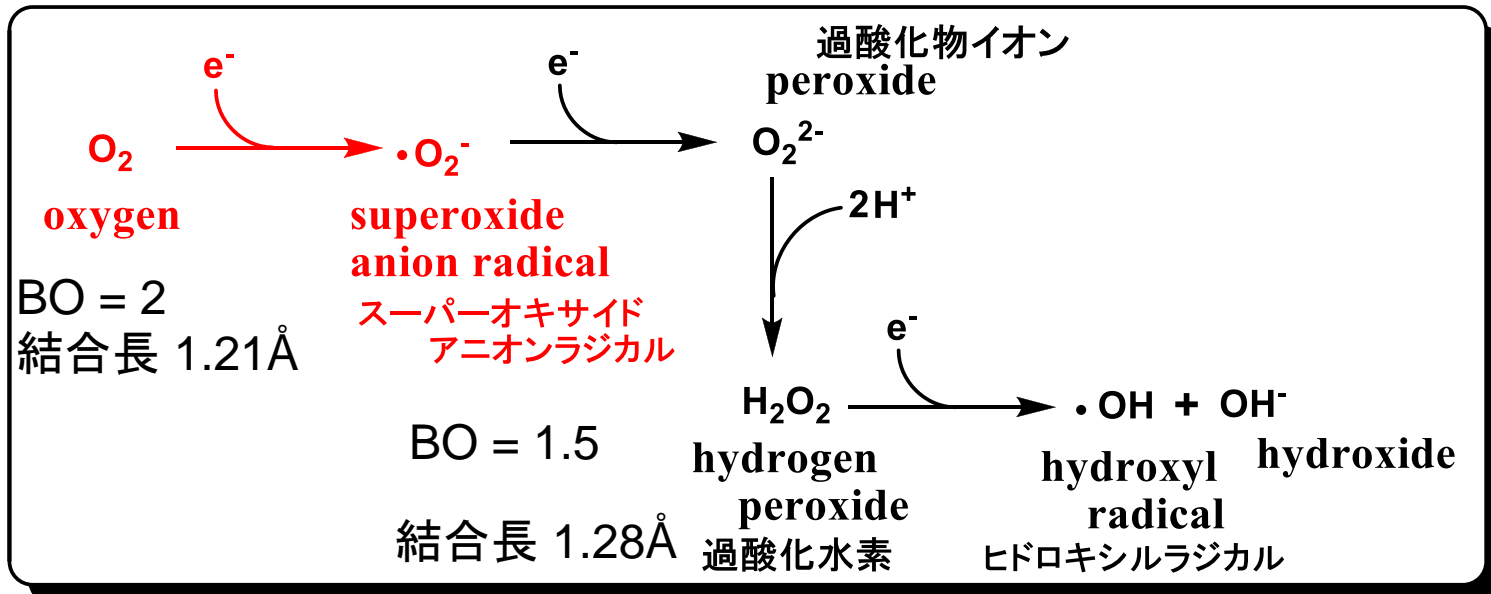 過酸化物イオン
peroxide
e⁻
e⁻
O₂
·O₂⁻
O₂²⁻
oxygen
superoxide
anion radical
スーパーオキサイド
アニオンラジカル
2H⁺
BO = 2
結合長 1.21Å
BO = 1.5
結合長 1.28Å
e⁻
H₂O₂
·OH + OH⁻
hydrogen
peroxide
過酸化水素
hydroxyl
radical
ヒドロキシルラジカル
hydroxide